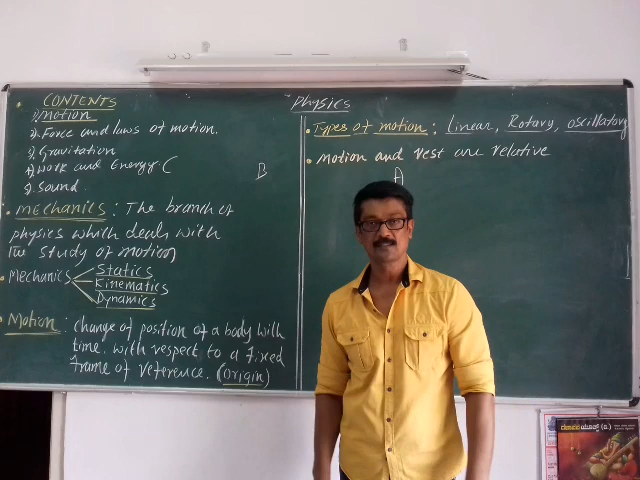 Physics
CONTENTS
1) Motion
2) Force and laws of motion.
3) Gravitation
4) Work and Energy. C
5) Sound.
B
• MECHANICS : The branch of
physics which deals with
The study of motion
• Mechanics
Statics
Kinematics
Dynamics
• Motion : change of position of a body with
time. with respect to a fixed
frame of reference. (origin)
• Types of motion : Linear, Rotary, oscillatory
• Motion and rest are relative
A